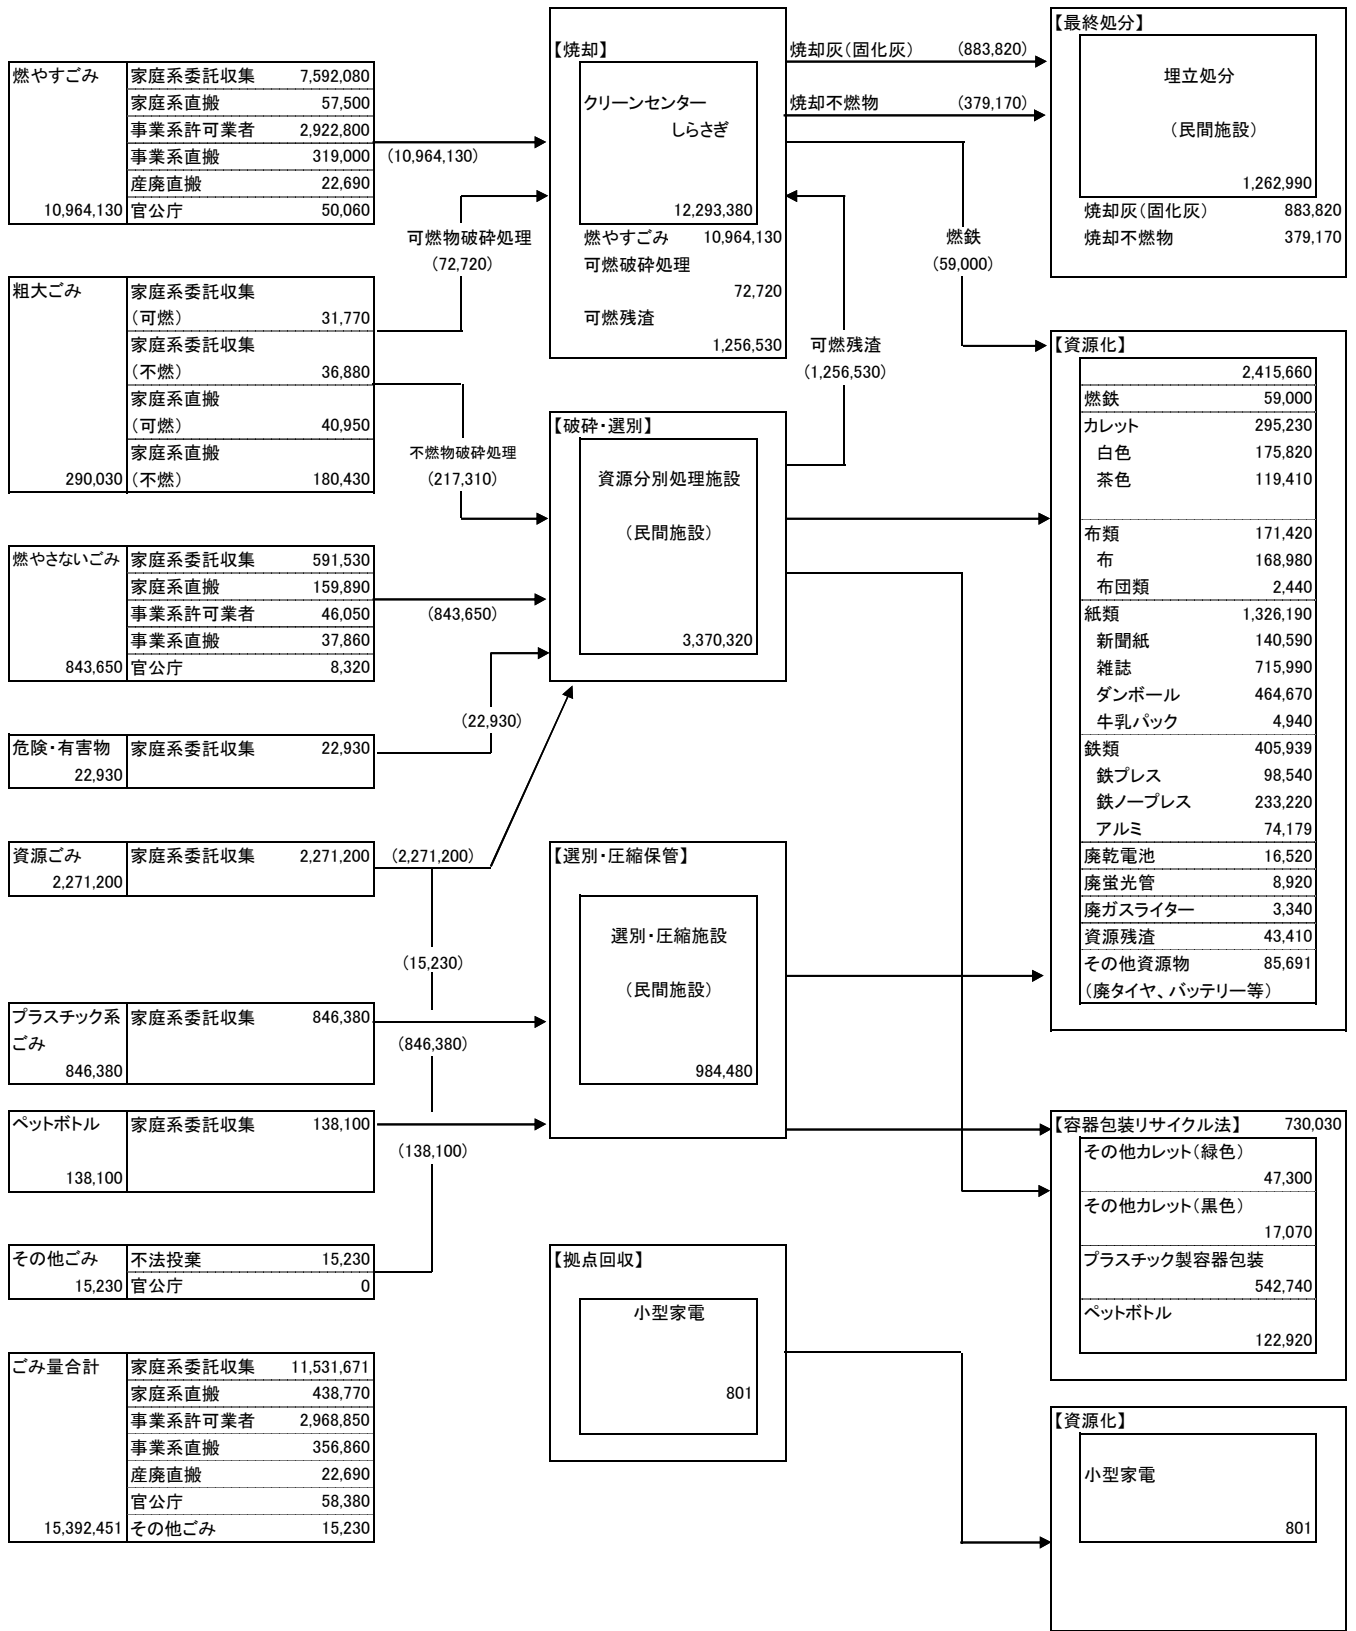 燃やすごみ
10,964,130
家庭系委託収集 7,592,080
家庭系直搬 57,500
事業系許可業者 2,922,800
事業系直搬 319,000
産廃直搬 22,690
官公庁 50,060
(10,964,130)
可燃物破砕処理
(72,720)
粗大ごみ
290,030
家庭系委託収集
(可燃) 31,770
家庭系委託収集
(不燃) 36,880
家庭系直搬
(可燃) 40,950
家庭系直搬
(不燃) 180,430
不燃物破砕処理
(217,310)
燃やさないごみ
843,650
家庭系委託収集 591,530
家庭系直搬 159,890
事業系許可業者 46,050
事業系直搬 37,860
官公庁 8,320
(843,650)
(22,930)
危険・有害物
22,930
家庭系委託収集 22,930
資源ごみ
2,271,200
家庭系委託収集 2,271,200
(2,271,200)
(15,230)
プラスチック系
ごみ
846,380
家庭系委託収集 846,380
(846,380)
ペットボトル
138,100
家庭系委託収集 138,100
(138,100)
その他ごみ
15,230
不法投棄 15,230
官公庁 0
ごみ量合計
15,392,451
家庭系委託収集 11,531,671
家庭系直搬 438,770
事業系許可業者 2,968,850
事業系直搬 356,860
産廃直搬 22,690
官公庁 58,380
その他ごみ 15,230
【焼却】
クリーンセンター
しらさぎ
12,293,380
燃やすごみ 10,964,130
可燃破砕処理
72,720
可燃残渣
1,256,530
焼却灰(固化灰) (883,820)
焼却不燃物 (379,170)
燃鉄
(59,000)
可燃残渣
(1,256,530)
【破砕・選別】
資源分別処理施設
(民間施設)
3,370,320
【選別・圧縮保管】
選別・圧縮施設
(民間施設)
984,480
【拠点回収】
小型家電
801
【最終処分】
埋立処分
(民間施設)
1,262,990
焼却灰(固化灰) 883,820
焼却不燃物 379,170
【資源化】
2,415,660
燃鉄 59,000
カレット 295,230
白色 175,820
茶色 119,410
布類 171,420
布 168,980
布団類 2,440
紙類 1,326,190
新聞紙 140,590
雑誌 715,990
ダンボール 464,670
牛乳パック 4,940
鉄類 405,939
鉄プレス 98,540
鉄ノープレス 233,220
アルミ 74,179
廃乾電池 16,520
廃蛍光管 8,920
廃ガスライター 3,340
資源残渣 43,410
その他資源物 85,691
(廃タイヤ、バッテリー等)
【容器包装リサイクル法】 730,030
その他カレット(緑色)
47,300
その他カレット(黒色)
17,070
プラスチック製容器包装
542,740
ペットボトル
122,920
【資源化】
小型家電
801